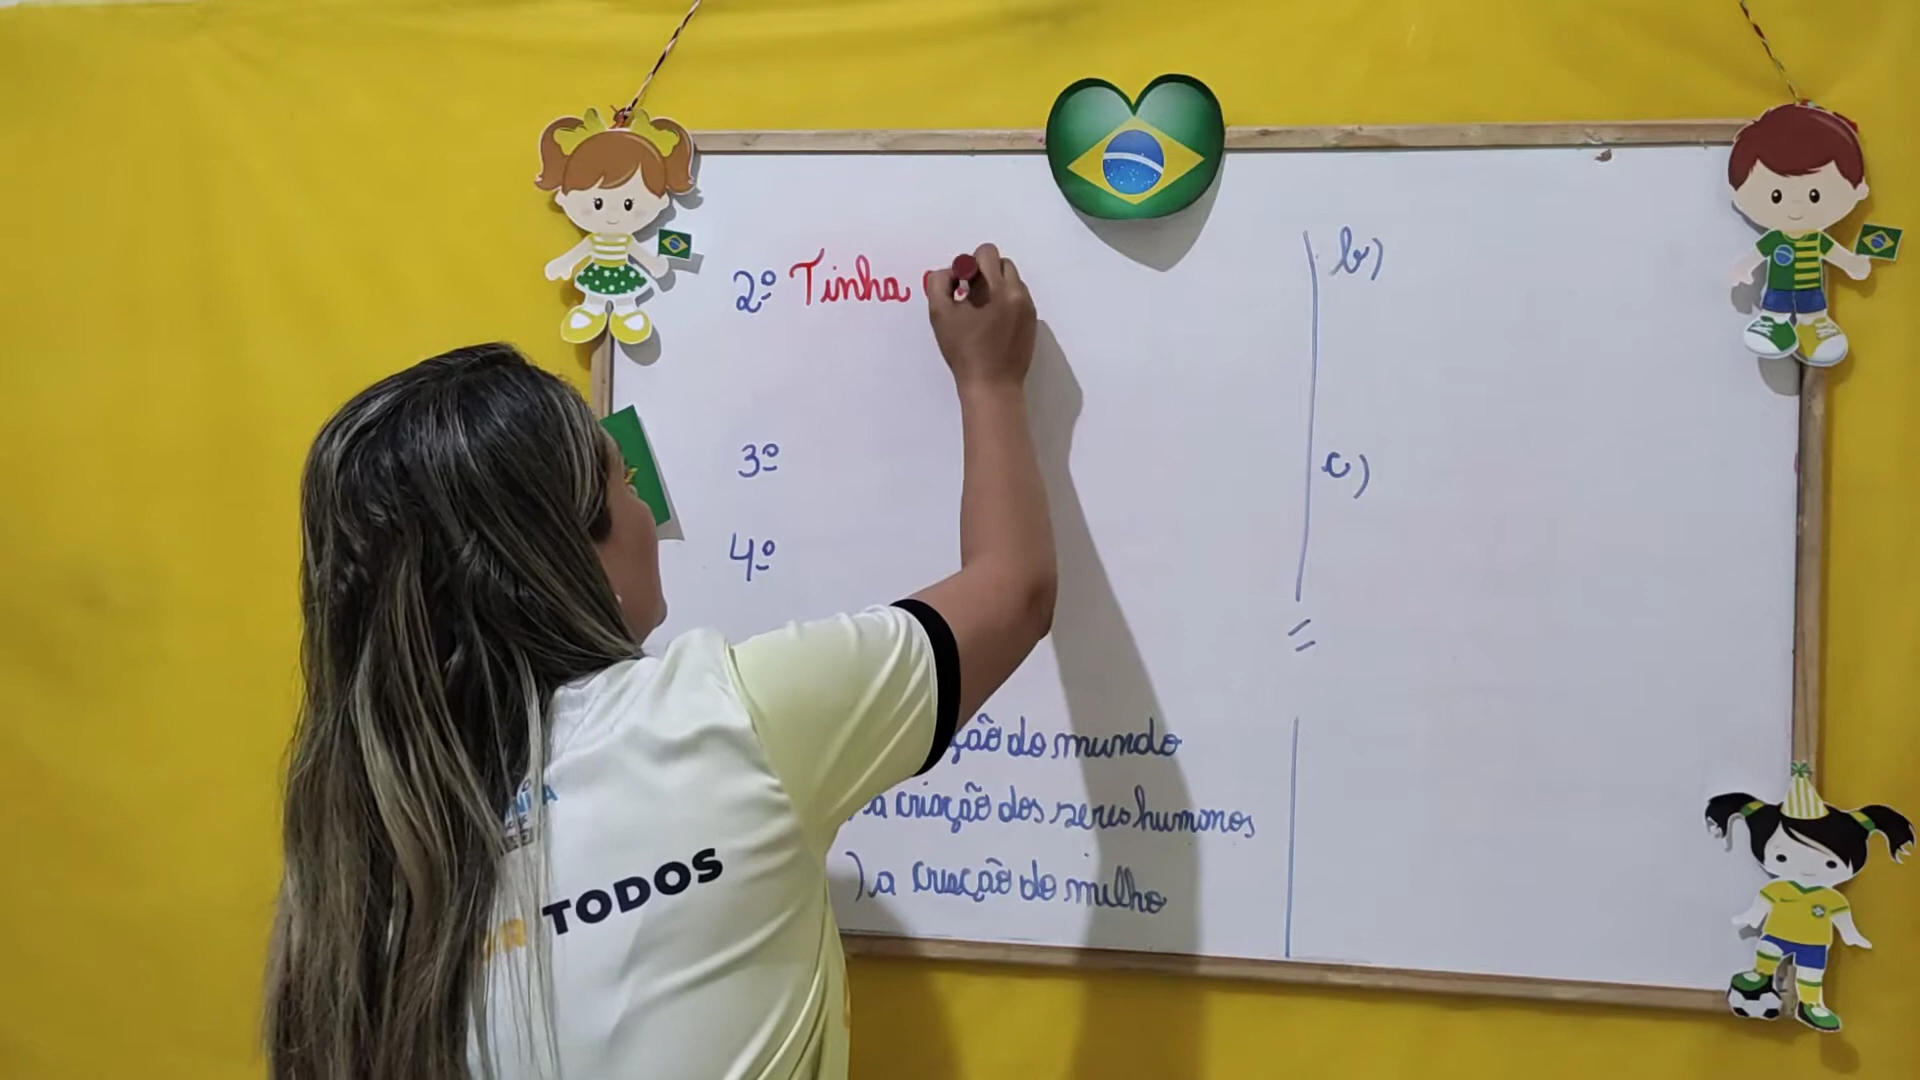 2º Tinha
3º
4º
ção do mundo
a criação dos seres humanos
) a criação do milho
b)
c)
=
TODOS